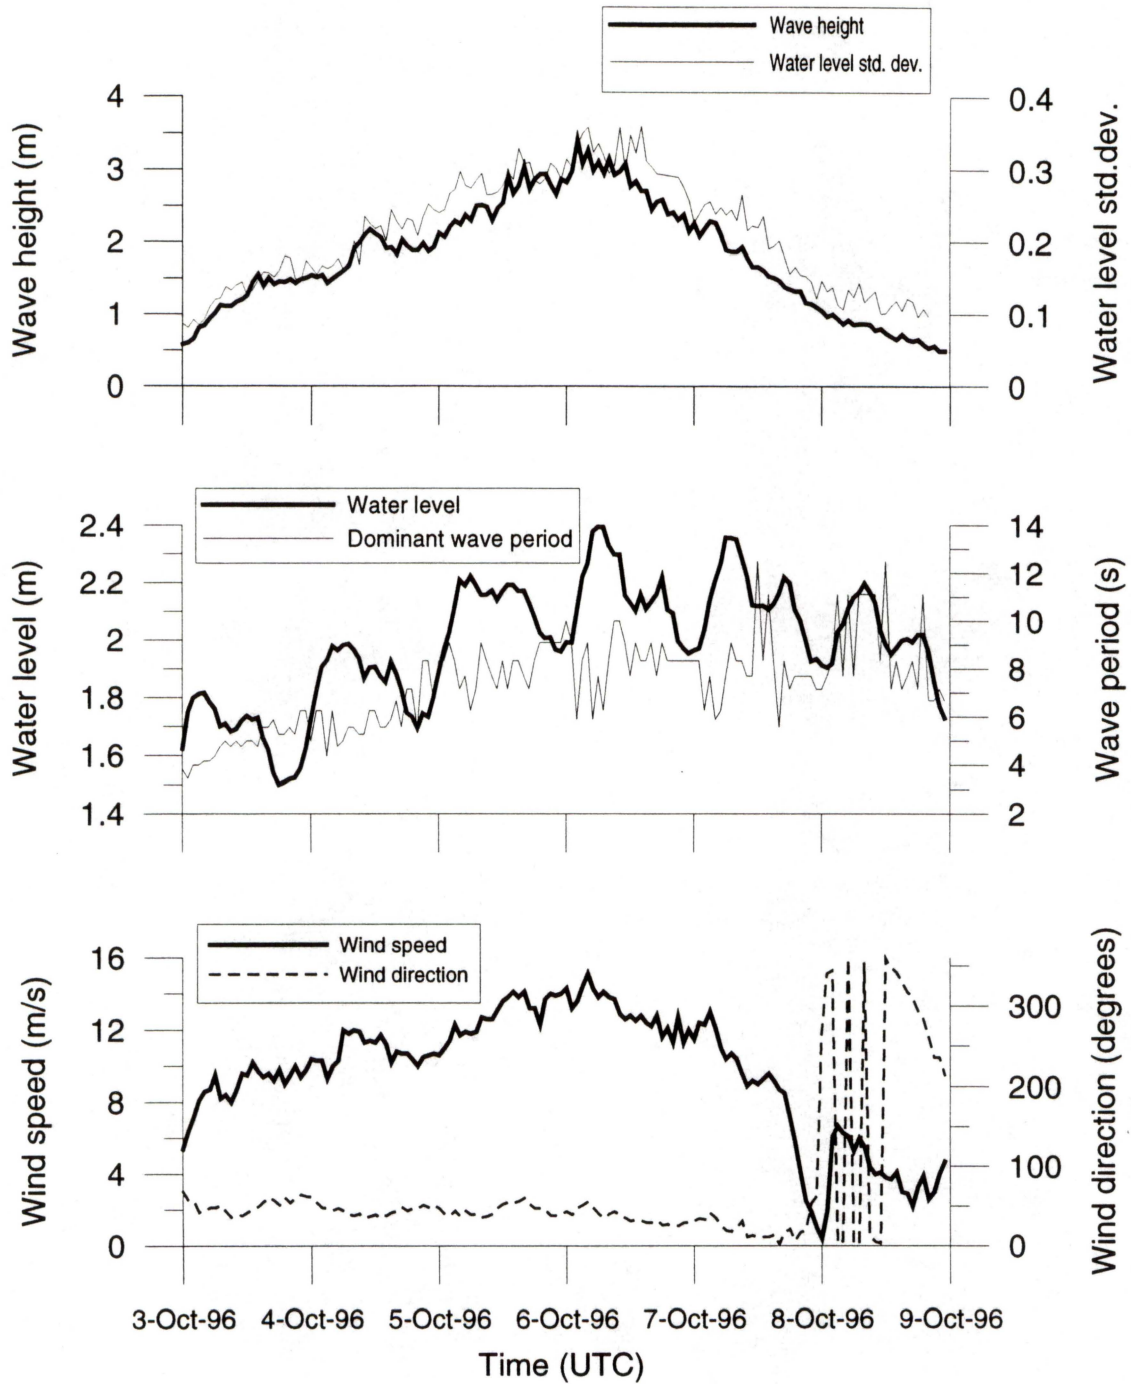 Wave height
Water level std. dev.
4
3
2
1
0
Wave height (m)
0.4
0.3
0.2
0.1
0
Water level std.dev.
Water level
Dominant wave period
2.4
2.2
2
1.8
1.6
1.4
Water level (m)
14
12
10
8
6
4
2
Wave period (s)
Wind speed
Wind direction
16
12
8
4
0
Wind speed (m/s)
300
200
100
0
Wind direction (degrees)
3-Oct-96 4-Oct-96 5-Oct-96 6-Oct-96 7-Oct-96 8-Oct-96 9-Oct-96
Time (UTC)